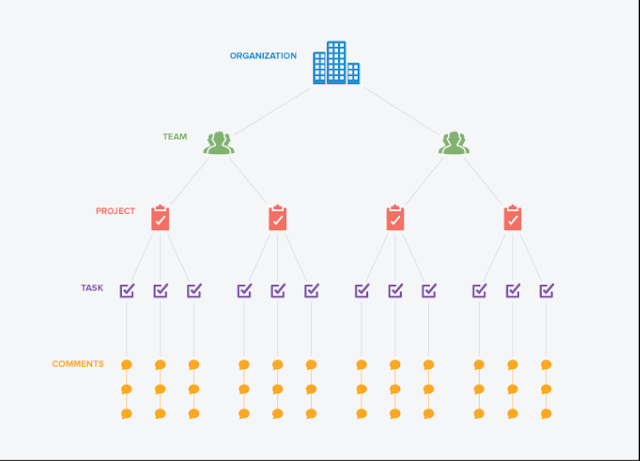 ORGANIZATION
TEAM
PROJECT
TASK
COMMENTS